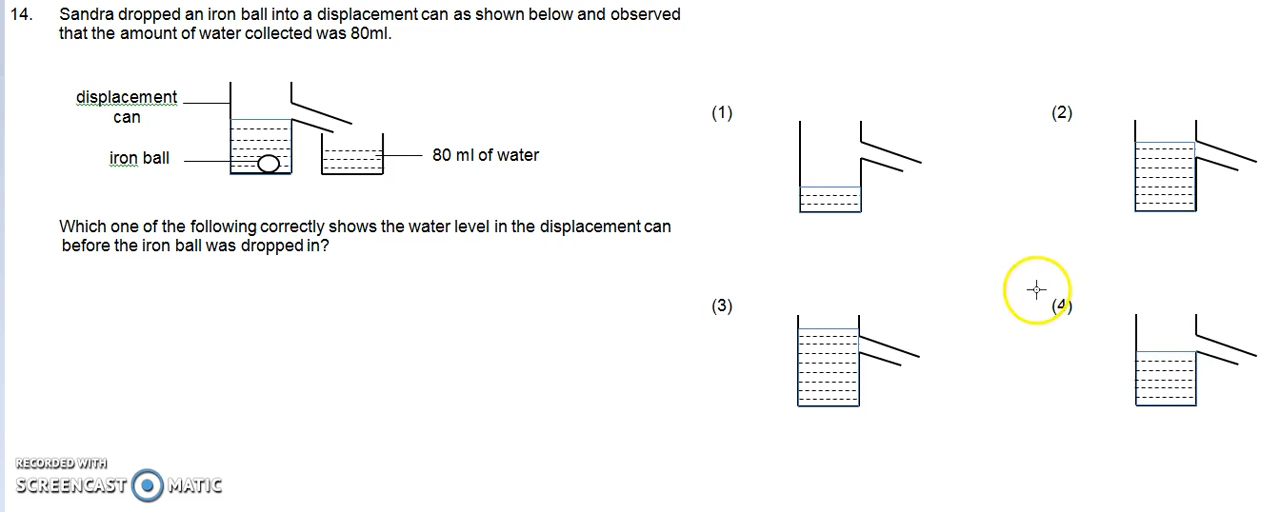 14. Sandra dropped an iron ball into a displacement can as shown below and observed
that the amount of water collected was 80ml.
displacement
can
iron ball
80 ml of water
Which one of the following correctly shows the water level in the displacement can
before the iron ball was dropped in?
(1)
(2)
(3)
(4)
RECORDED WITH
SCREENCAST MATIC